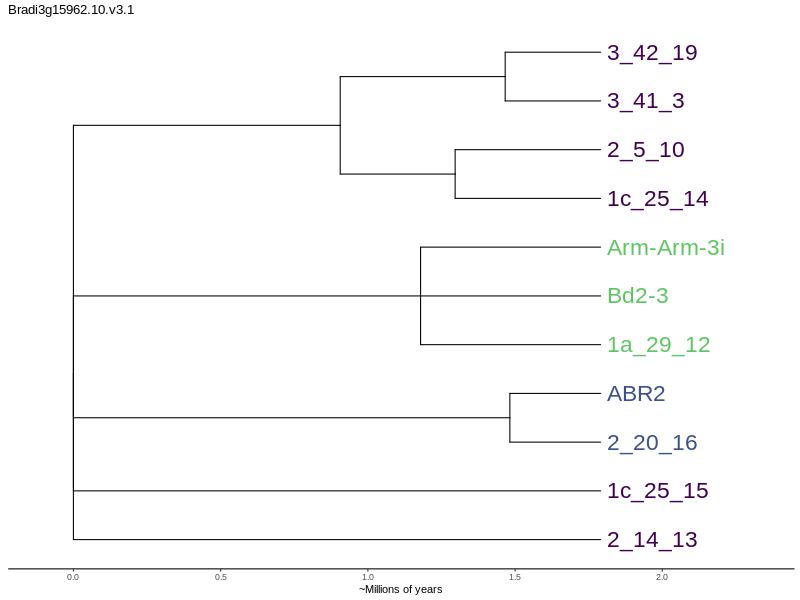 Bradi3g15962.10.v3.1
3_42_19
3_41_3
2_5_10
1c_25_14
Arm-Arm-3i
Bd2-3
1a_29_12
ABR2
2_20_16
1c_25_15
2_14_13
0.0 0.5 1.0 1.5 2.0
~Millions of years